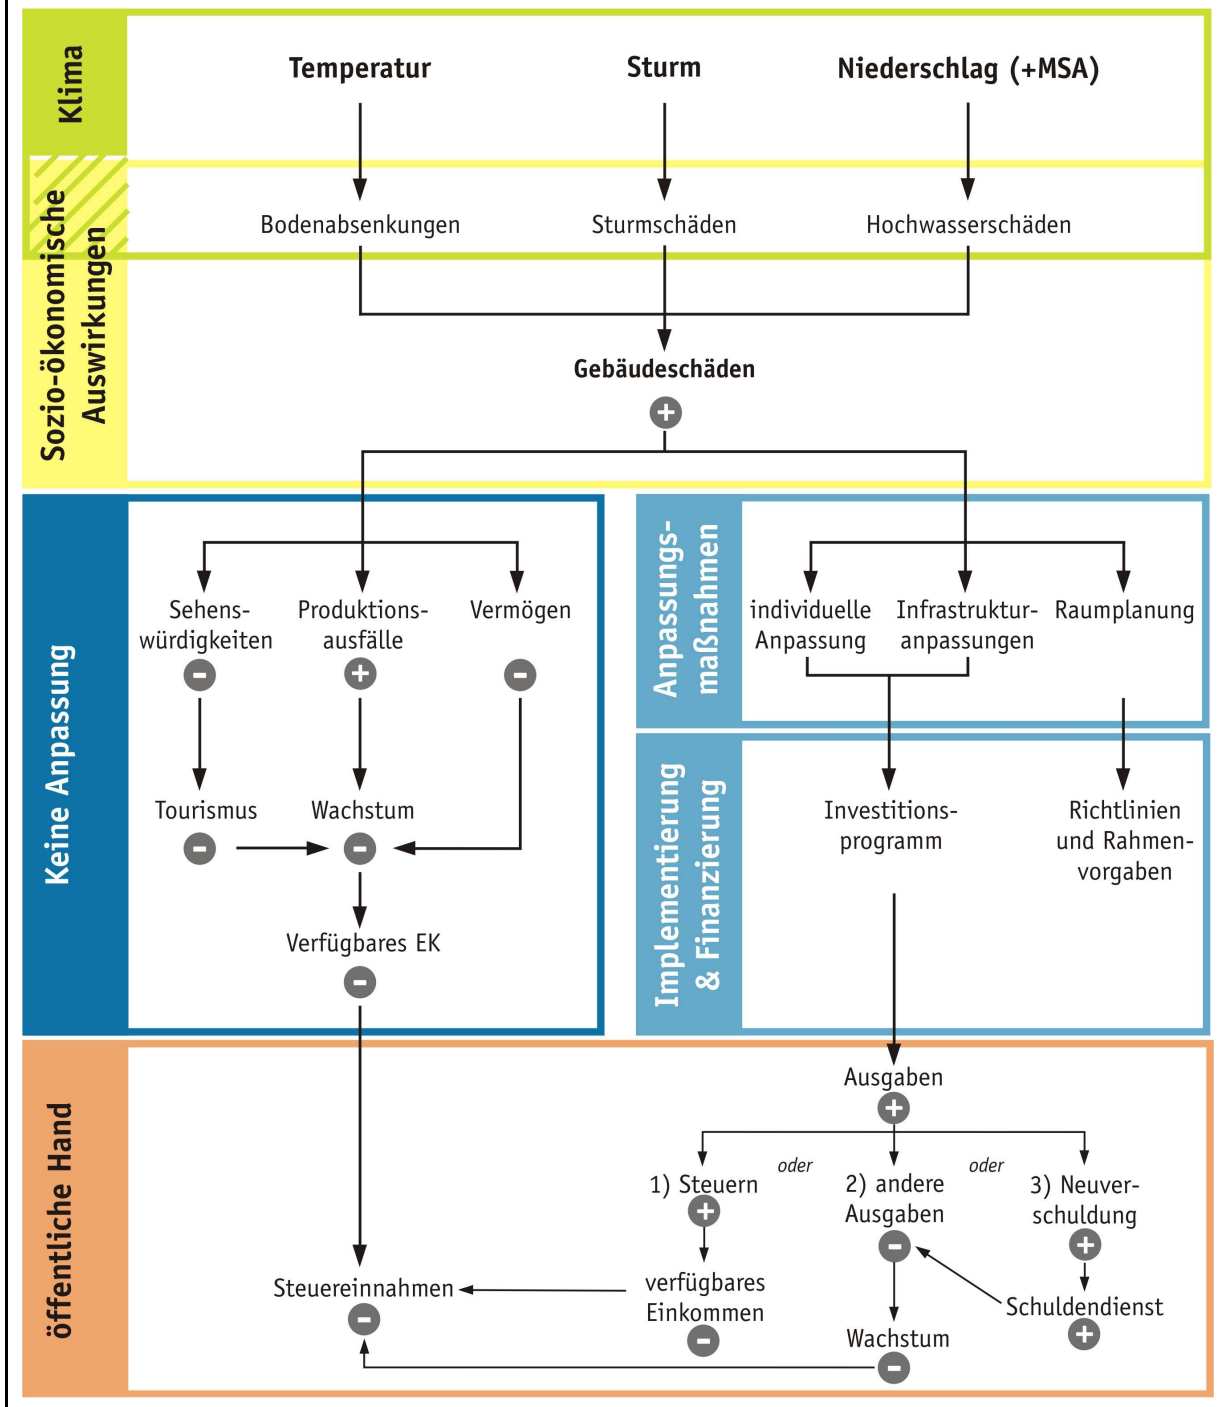 Klima
Temperatur
Sturm
Niederschlag (+MSA)
Sozio-ökonomische
Auswirkungen
Bodenabsenkungen
Sturmschäden
Hochwasserschäden
Gebäudeschäden
+
Keine Anpassung
Sehens-
würdigkeiten
-
Produktions-
ausfälle
+
Vermögen
-
Tourismus
-
Wachstum
-
Verfügbares EK
-
Anpassungs-
maßnahmen
individuelle
Anpassung
Infrastruktur-
anpassungen
Raumplanung
Implementierung
& Finanzierung
Investitions-
programm
Richtlinien
und Rahmen-
vorgaben
öffentliche Hand
Ausgaben
+
1) Steuern
+
oder
2) andere
Ausgaben
-
oder
3) Neuver-
schuldung
+
Steuereinnahmen
-
verfügbares
Einkommen
-
Wachstum
-
Schuldendienst
+